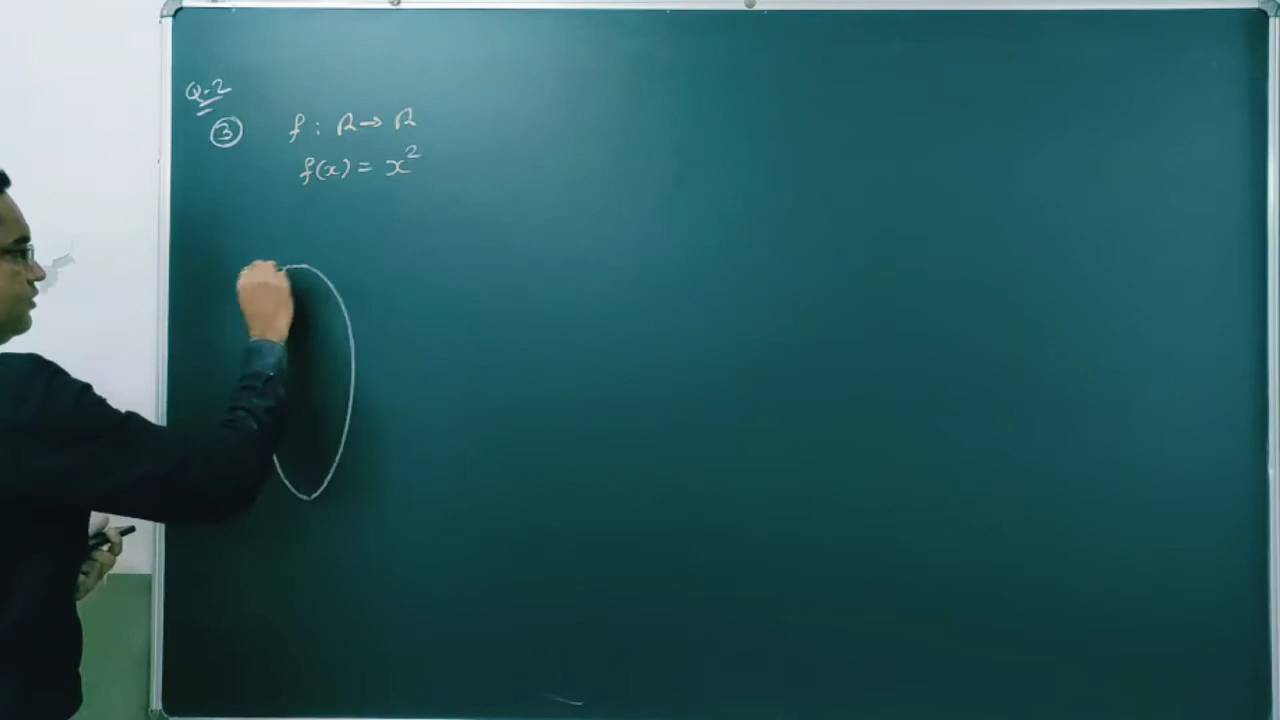 Q-2
③ f : R → R
f(x) = x²